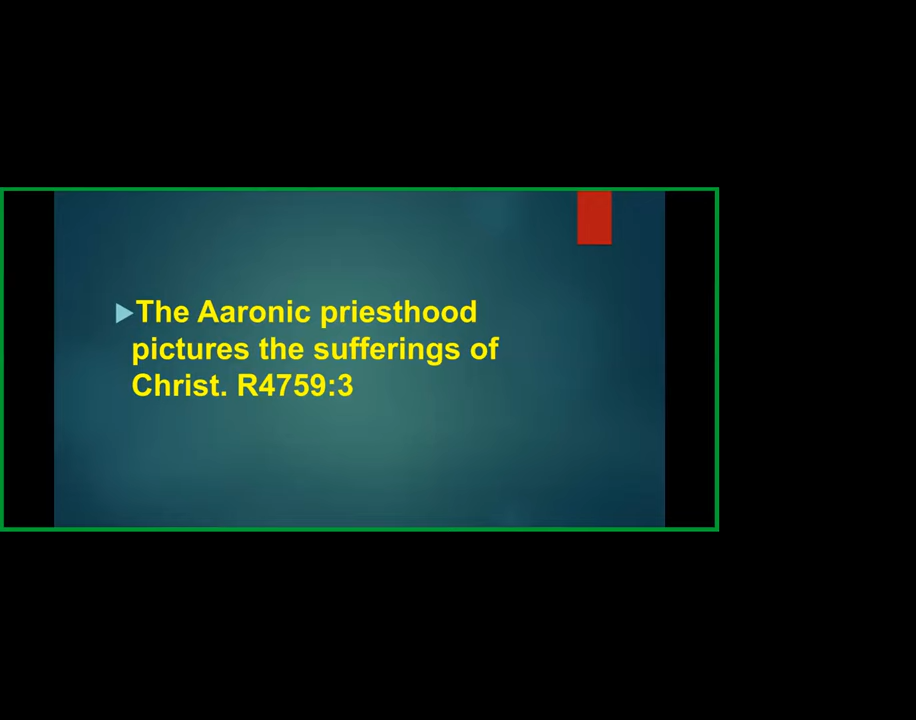 The Aaronic priesthood
pictures the sufferings of
Christ. R4759:3